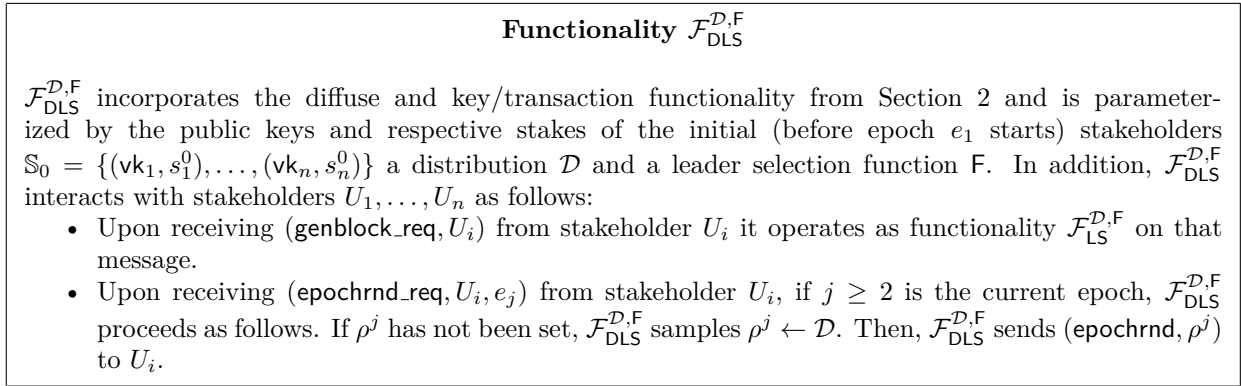 Functionality $\mathcal{F}_{\mathsf{DLS}}^{\mathcal{D},\mathsf{F}}$
$\mathcal{F}_{\mathsf{DLS}}^{\mathcal{D},\mathsf{F}}$ incorporates the diffuse and key/transaction functionality from Section 2 and is parameter-
ized by the public keys and respective stakes of the initial (before epoch $e_1$ starts) stakeholders
$\mathbb{S}_0 = \{(\mathsf{vk}_1, s_1^0), \ldots, (\mathsf{vk}_n, s_n^0)\}$ a distribution $\mathcal{D}$ and a leader selection function $\mathsf{F}$. In addition, $\mathcal{F}_{\mathsf{DLS}}^{\mathcal{D},\mathsf{F}}$
interacts with stakeholders $U_1, \ldots, U_n$ as follows:
• Upon receiving $(\mathsf{genblock\_req}, U_i)$ from stakeholder $U_i$ it operates as functionality $\mathcal{F}_{\mathsf{LS}}^{\mathcal{D},\mathsf{F}}$ on that
message.
• Upon receiving $(\mathsf{epochrnd\_req}, U_i, e_j)$ from stakeholder $U_i$, if $j \geq 2$ is the current epoch, $\mathcal{F}_{\mathsf{DLS}}^{\mathcal{D},\mathsf{F}}$
proceeds as follows. If $\rho^j$ has not been set, $\mathcal{F}_{\mathsf{DLS}}^{\mathcal{D},\mathsf{F}}$ samples $\rho^j \leftarrow \mathcal{D}$. Then, $\mathcal{F}_{\mathsf{DLS}}^{\mathcal{D},\mathsf{F}}$ sends $(\mathsf{epochrnd}, \rho^j)$
to $U_i$.